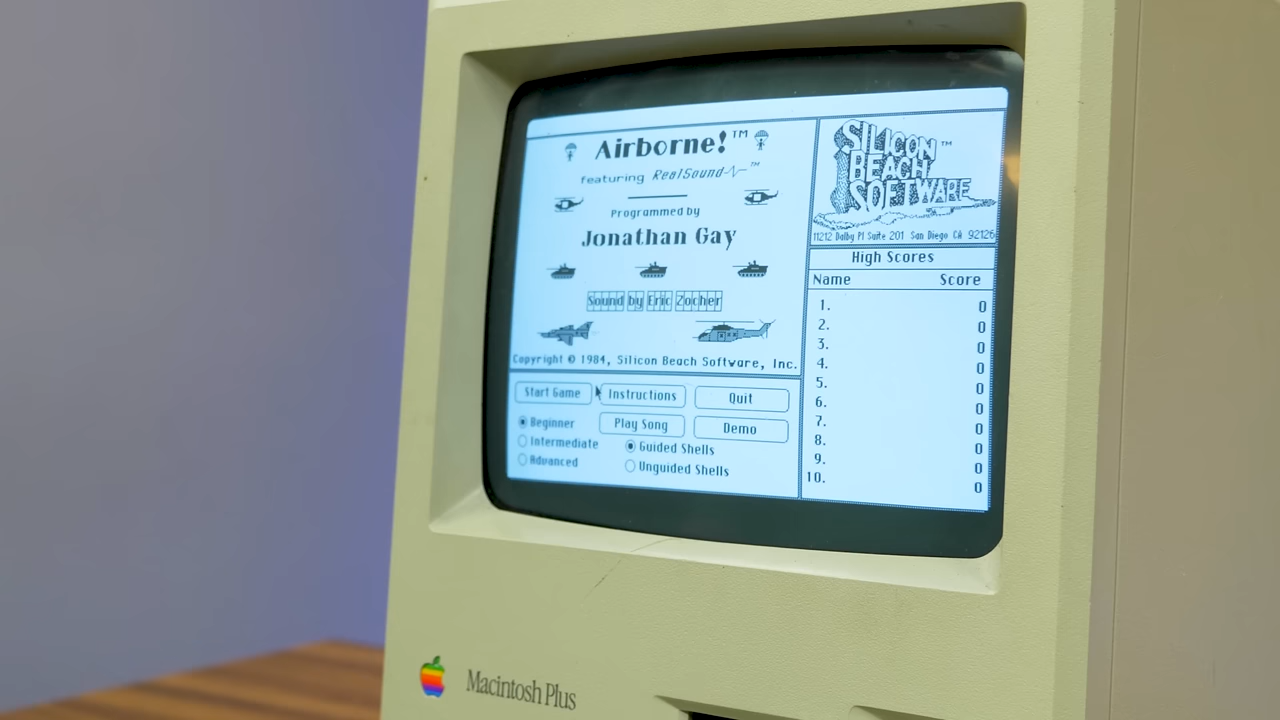 Airborne!™
featuring RealSound™
Programmed by
Jonathan Gay
Sound by Eric Zocher
Copyright © 1984, Silicon Beach Software, Inc.
Start Game
Instructions
Quit
Play Song
Demo
Beginner
Intermediate
Advanced
Guided Shells
Unguided Shells
SILICON™
BEACH
SOFTWARE
11212 Dalby Pl Suite 201 San Diego CA 92126
High Scores
Name Score
1. 0
2. 0
3. 0
4. 0
5. 0
6. 0
7. 0
8. 0
9. 0
10. 0
Macintosh Plus